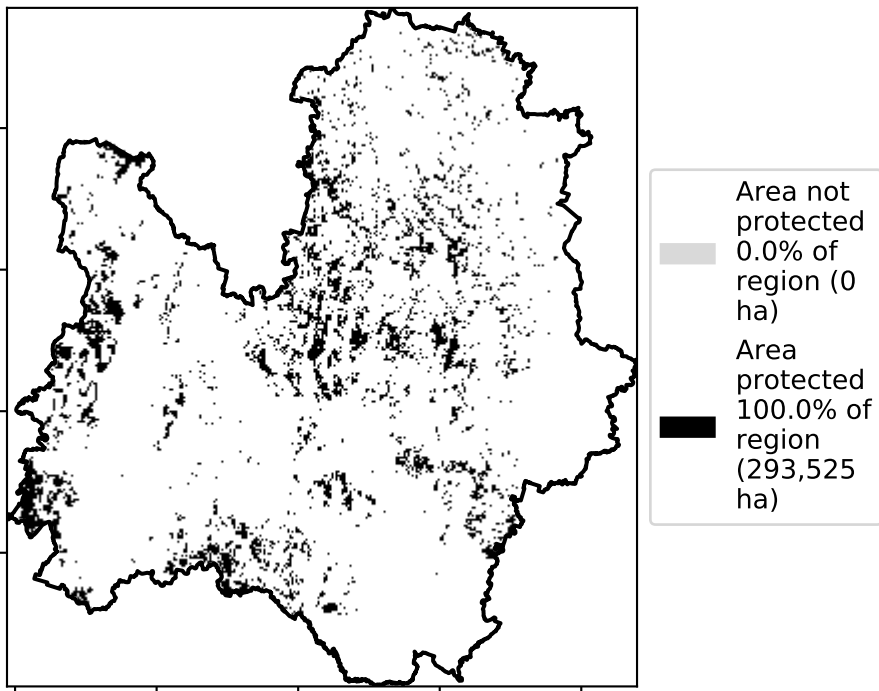 Area not
protected
0.0% of
region (0
ha)
Area
protected
100.0% of
region
(293,525
ha)